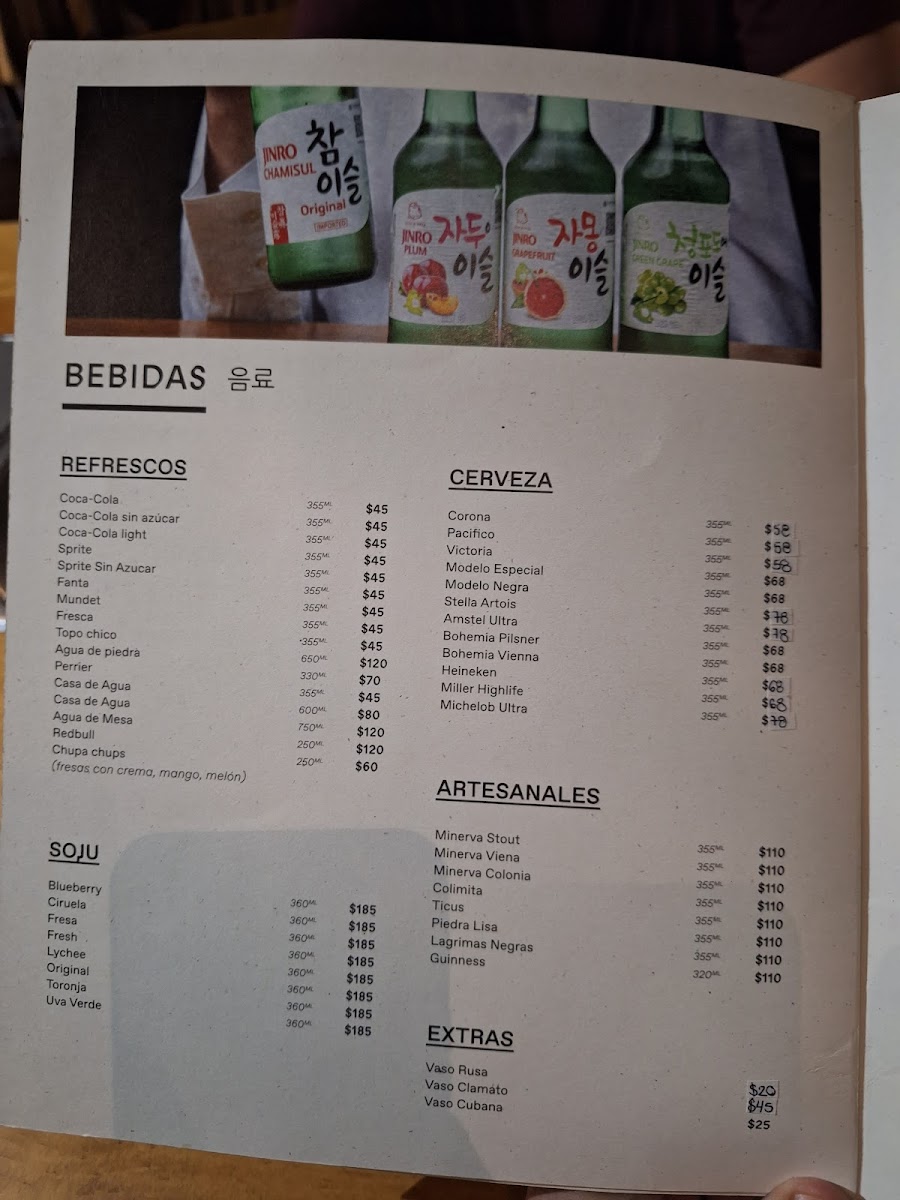 JINRO
CHAMISUL
참
이슬
Original
IMPORTED
JINRO
PLUM
자두
이슬
JINRO
GRAPEFRUIT
자몽
이슬
JINRO
GREEN GRAPE
청포도
이슬
BEBIDAS 음료
REFRESCOS
Coca-Cola 355ML $45
Coca-Cola sin azúcar 355ML $45
Coca-Cola light 355ML $45
Sprite 355ML $45
Sprite Sin Azucar 355ML $45
Fanta 355ML $45
Mundet 355ML $45
Fresca 355ML $45
Topo chico 355ML $45
Agua de piedra 650ML $120
Perrier 330ML $70
Casa de Agua 355ML $45
Casa de Agua 600ML $80
Agua de Mesa 750ML $120
Redbull 250ML $120
Chupa chups 250ML $60
(fresas con crema, mango, melón)
SOJU
Blueberry 360ML $185
Ciruela 360ML $185
Fresa 360ML $185
Fresh 360ML $185
Lychee 360ML $185
Original 360ML $185
Toronja 360ML $185
Uva Verde 360ML $185
CERVEZA
Corona 355ML $58
Pacifico 355ML $58
Victoria 355ML $58
Modelo Especial 355ML $68
Modelo Negra 355ML $68
Stella Artois 355ML $78
Amstel Ultra 355ML $78
Bohemia Pilsner 355ML $68
Bohemia Vienna 355ML $68
Heineken 355ML $68
Miller Highlife 355ML $68
Michelob Ultra 355ML $78
ARTESANALES
Minerva Stout 355ML $110
Minerva Viena 355ML $110
Minerva Colonia 355ML $110
Colimita 355ML $110
Ticus 355ML $110
Piedra Lisa 355ML $110
Lagrimas Negras 355ML $110
Guinness 320ML $110
EXTRAS
Vaso Rusa $20
Vaso Clamato $45
Vaso Cubana $25